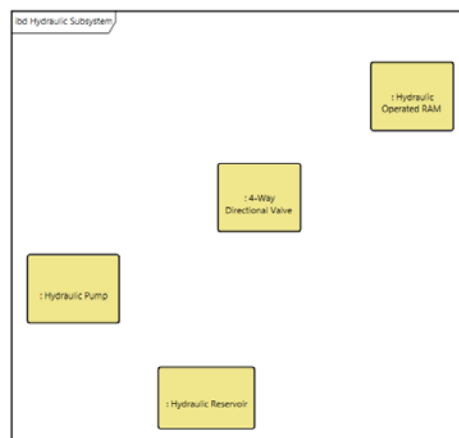 ibd Hydraulic Subsystem
: Hydraulic
Operated RAM
: 4-Way
Directional Valve
: Hydraulic Pump
: Hydraulic Reservoir